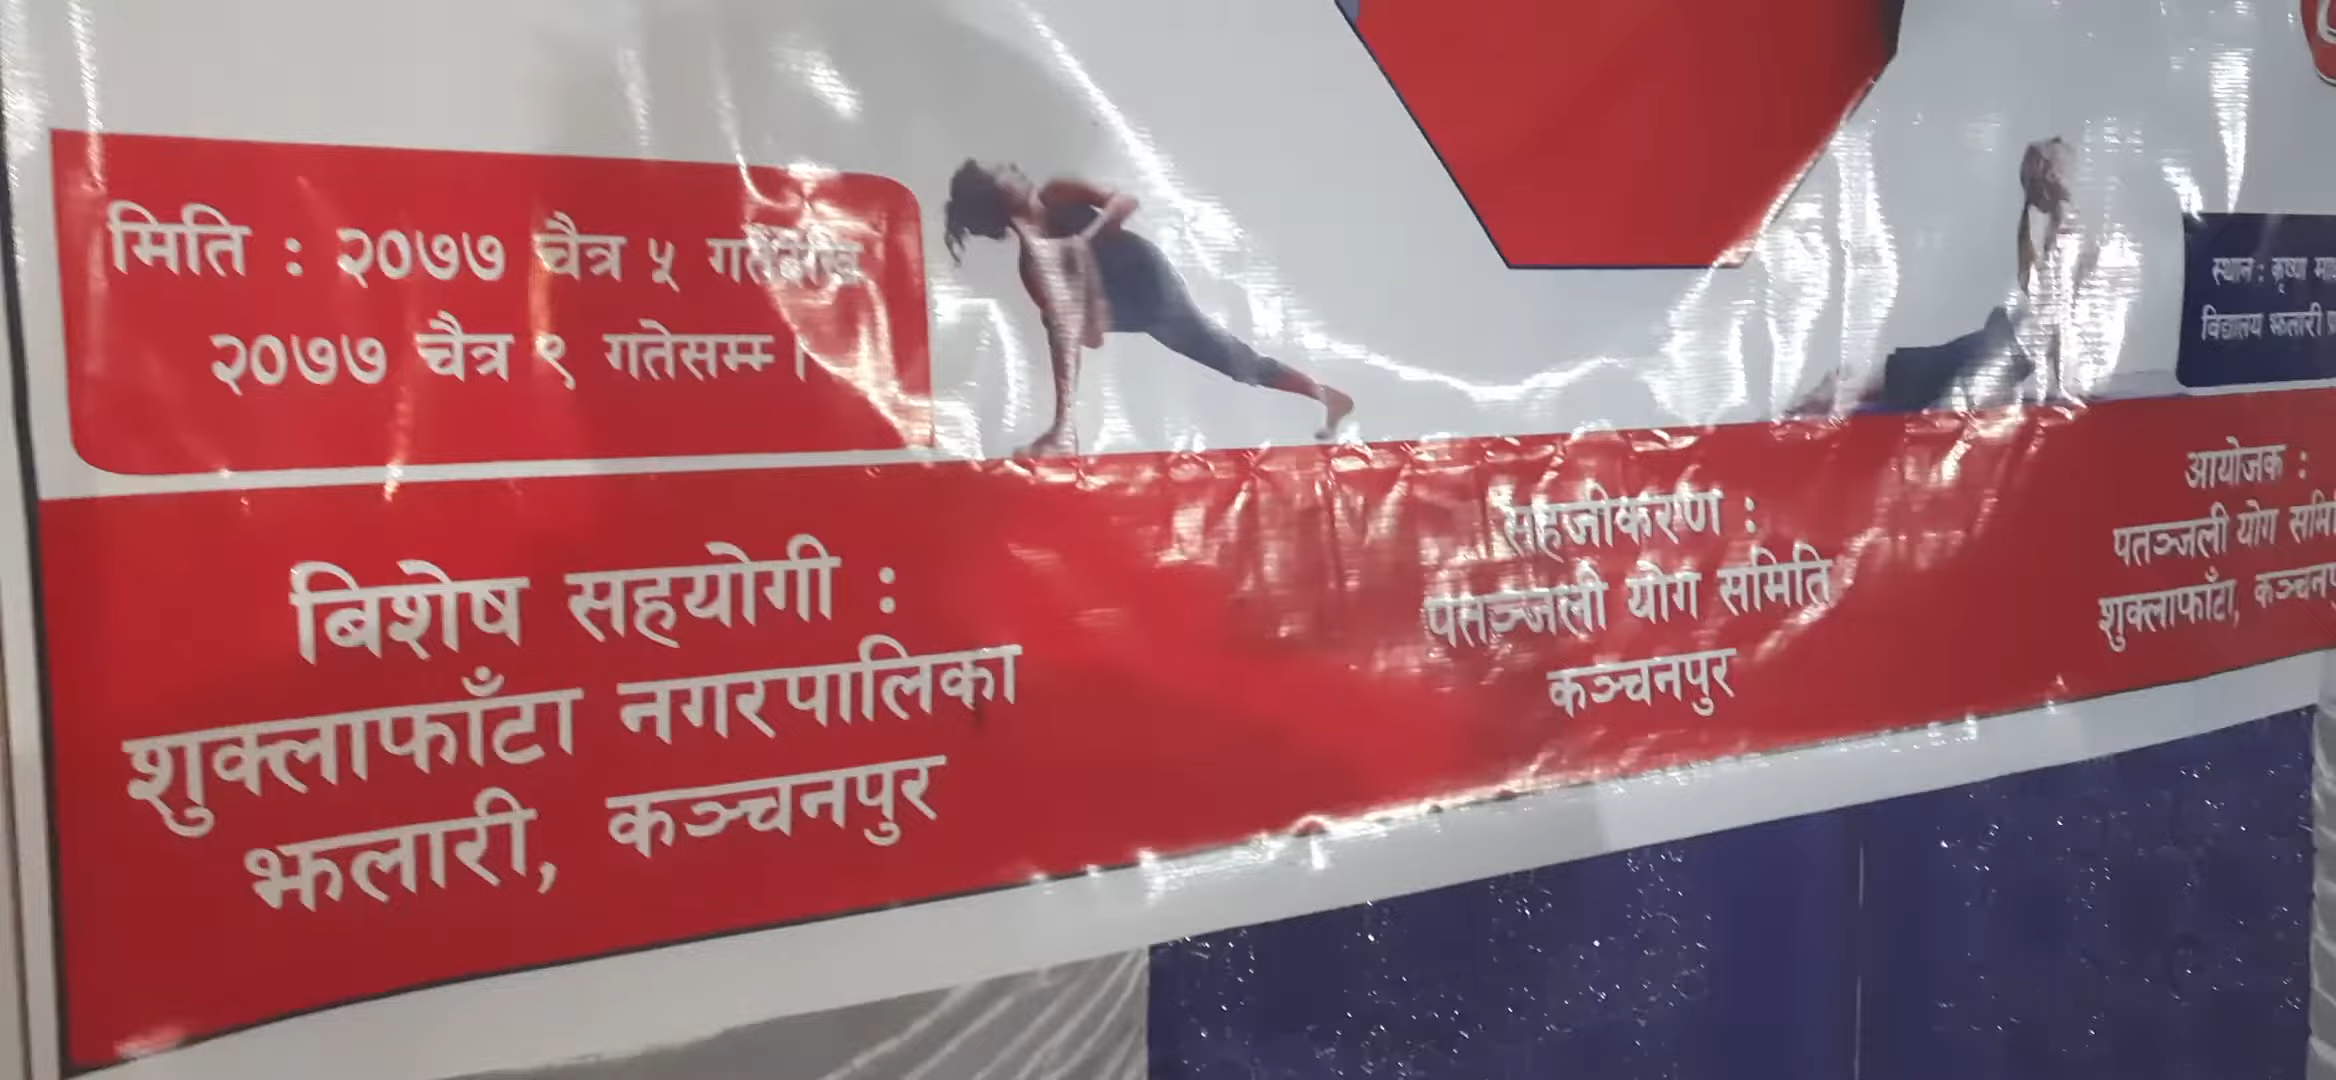 मिति : २०७७ चैत्र ५ गतेदेखि
२०७७ चैत्र ९ गतेसम्म ।
स्थान : कृष्ण
विद्यालय झलारी
बिशेष सहयोगी :
शुक्लाफाँटा नगरपालिका
झलारी, कञ्चनपुर
सहजीकरण :
पतञ्जली योग समिति
कञ्चनपुर
आयोजक :
पतञ्जली योग
शुक्लाफाँटा,